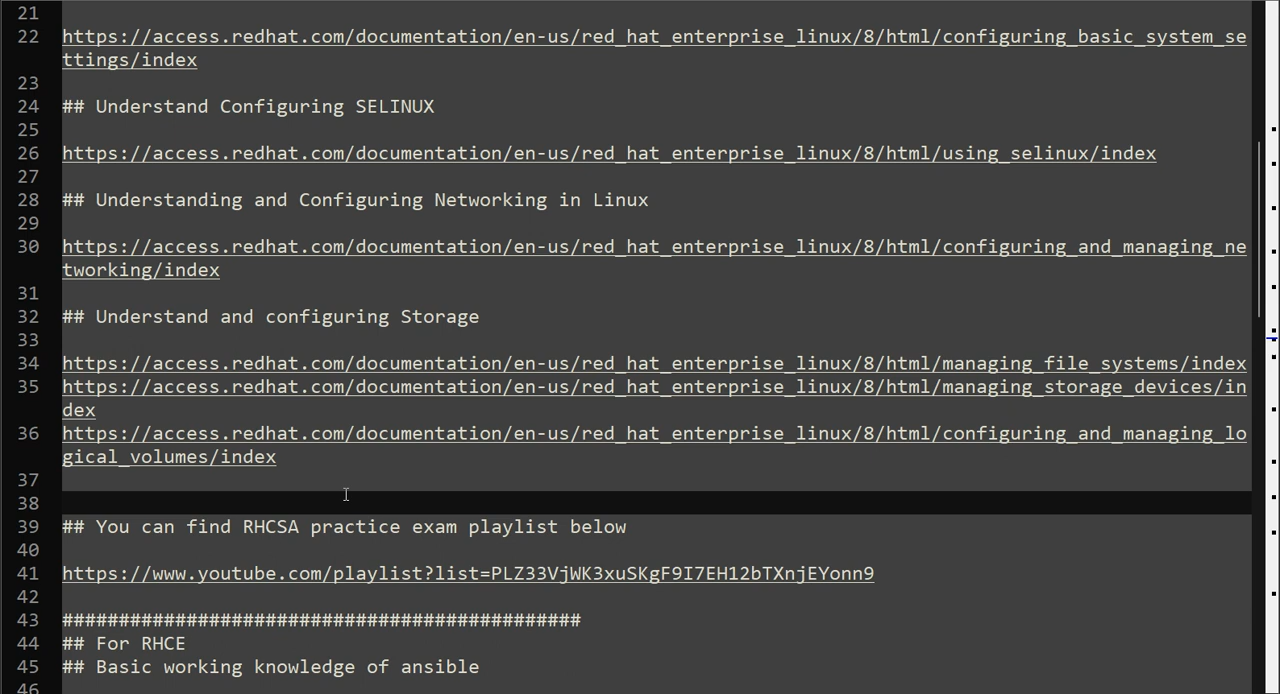 21
22 https://access.redhat.com/documentation/en-us/red_hat_enterprise_linux/8/html/configuring_basic_system_se
ttings/index
23
24 ## Understand Configuring SELINUX
25
26 https://access.redhat.com/documentation/en-us/red_hat_enterprise_linux/8/html/using_selinux/index
27
28 ## Understanding and Configuring Networking in Linux
29
30 https://access.redhat.com/documentation/en-us/red_hat_enterprise_linux/8/html/configuring_and_managing_ne
tworking/index
31
32 ## Understand and configuring Storage
33
34 https://access.redhat.com/documentation/en-us/red_hat_enterprise_linux/8/html/managing_file_systems/index
35 https://access.redhat.com/documentation/en-us/red_hat_enterprise_linux/8/html/managing_storage_devices/in
dex
36 https://access.redhat.com/documentation/en-us/red_hat_enterprise_linux/8/html/configuring_and_managing_lo
gical_volumes/index
37
38
39 ## You can find RHCSA practice exam playlist below
40
41 https://www.youtube.com/playlist?list=PLZ33VjWK3xuSKgF9I7EH12bTXnjEYonn9
42
43 ##############################################
44 ## For RHCE
45 ## Basic working knowledge of ansible
46